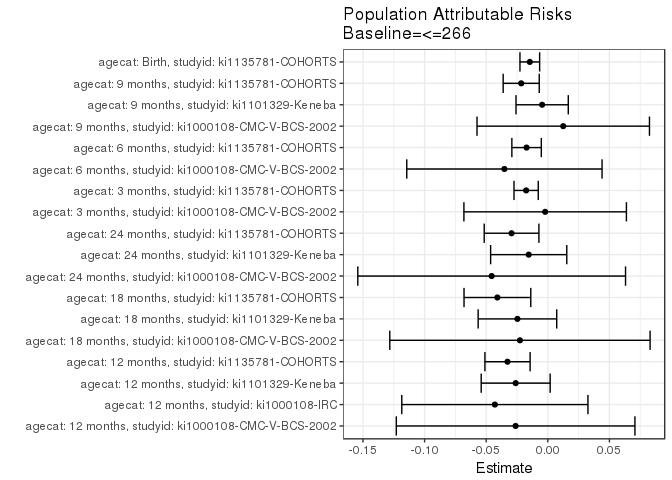 Population Attributable Risks
Baseline=<=266
agecat: Birth, studyid: ki1135781-COHORTS
agecat: 9 months, studyid: ki1135781-COHORTS
agecat: 9 months, studyid: ki1101329-Keneba
agecat: 9 months, studyid: ki1000108-CMC-V-BCS-2002
agecat: 6 months, studyid: ki1135781-COHORTS
agecat: 6 months, studyid: ki1000108-CMC-V-BCS-2002
agecat: 3 months, studyid: ki1135781-COHORTS
agecat: 3 months, studyid: ki1000108-CMC-V-BCS-2002
agecat: 24 months, studyid: ki1135781-COHORTS
agecat: 24 months, studyid: ki1101329-Keneba
agecat: 24 months, studyid: ki1000108-CMC-V-BCS-2002
agecat: 18 months, studyid: ki1135781-COHORTS
agecat: 18 months, studyid: ki1101329-Keneba
agecat: 18 months, studyid: ki1000108-CMC-V-BCS-2002
agecat: 12 months, studyid: ki1135781-COHORTS
agecat: 12 months, studyid: ki1101329-Keneba
agecat: 12 months, studyid: ki1000108-IRC
agecat: 12 months, studyid: ki1000108-CMC-V-BCS-2002
-0.15 -0.10 -0.05 0.00 0.05
Estimate